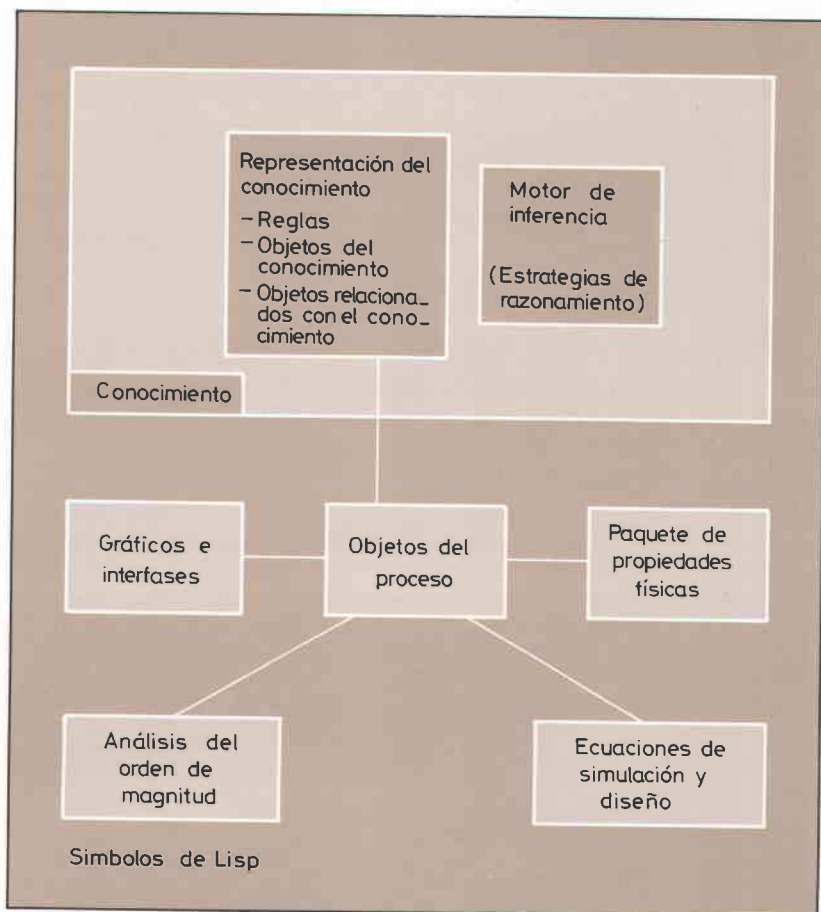 Representación del
conocimiento
- Reglas
- Objetos del
conocimiento
- Objetos relaciona_
dos con el cono_
cimiento
Motor de
inferencia
(Estrategias de
razonamiento)
Conocimiento
Gráficos e
interfases
Objetos del
proceso
Paquete de
propiedades
físicas
Análisis del
orden de
magnitud
Ecuaciones de
simulación y
diseño
Simbolos de Lisp